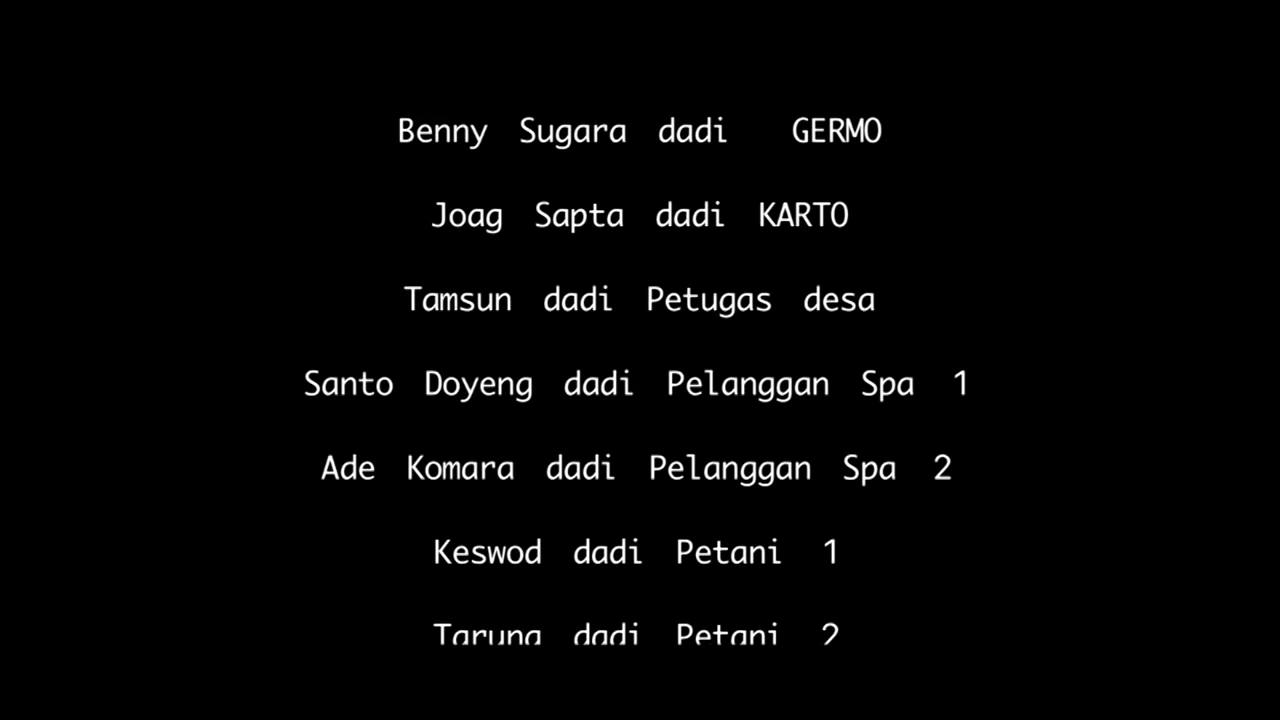 Benny Sugara dadi GERMO
Joag Sapta dadi KARTO
Tamsun dadi Petugas desa
Santo Doyeng dadi Pelanggan Spa 1
Ade Komara dadi Pelanggan Spa 2
Keswod dadi Petani 1
dadi Petani 2